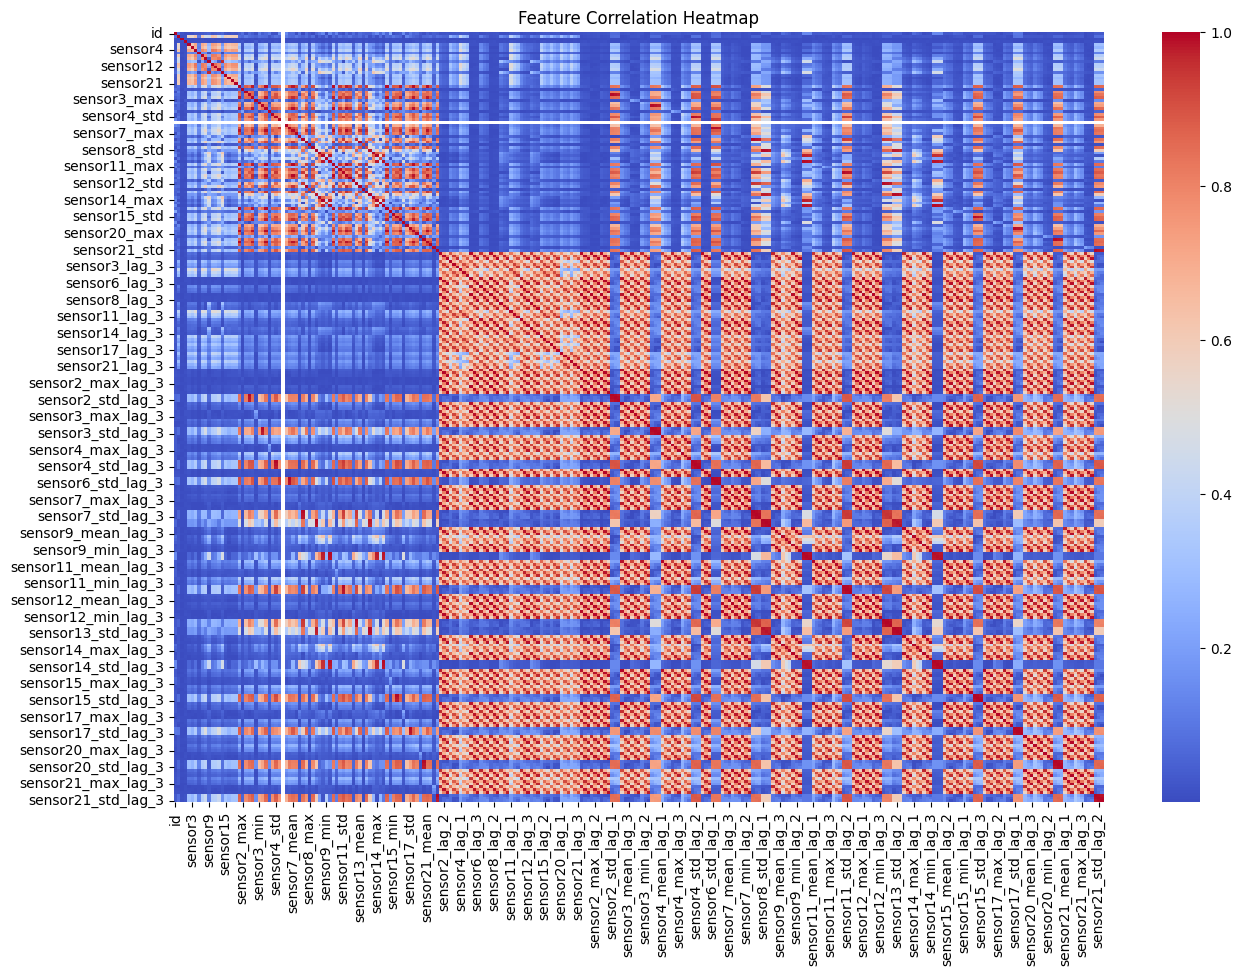 Feature Correlation Heatmap
id
sensor4
sensor12
sensor21
sensor3_max
sensor4_std
sensor7_max
sensor8_std
sensor11_max
sensor12_std
sensor14_max
sensor15_std
sensor20_max
sensor21_std
sensor3_lag_3
sensor6_lag_3
sensor8_lag_3
sensor11_lag_3
sensor14_lag_3
sensor17_lag_3
sensor21_lag_3
sensor2_max_lag_3
sensor2_std_lag_3
sensor3_max_lag_3
sensor3_std_lag_3
sensor4_max_lag_3
sensor4_std_lag_3
sensor6_std_lag_3
sensor7_max_lag_3
sensor7_std_lag_3
sensor9_mean_lag_3
sensor9_min_lag_3
sensor11_mean_lag_3
sensor11_min_lag_3
sensor12_mean_lag_3
sensor12_min_lag_3
sensor13_std_lag_3
sensor14_max_lag_3
sensor14_std_lag_3
sensor15_max_lag_3
sensor15_std_lag_3
sensor17_max_lag_3
sensor17_std_lag_3
sensor20_max_lag_3
sensor20_std_lag_3
sensor21_max_lag_3
sensor21_std_lag_3
id
sensor3
sensor9
sensor15
sensor2_max
sensor3_min
sensor4_std
sensor7_mean
sensor8_max
sensor9_min
sensor11_std
sensor13_mean
sensor14_max
sensor15_min
sensor17_std
sensor21_mean
sensor2_lag_2
sensor4_lag_1
sensor6_lag_3
sensor8_lag_2
sensor11_lag_1
sensor12_lag_3
sensor15_lag_2
sensor20_lag_1
sensor21_lag_3
sensor2_max_lag_2
sensor2_std_lag_1
sensor3_mean_lag_3
sensor3_min_lag_2
sensor4_mean_lag_1
sensor4_max_lag_3
sensor4_std_lag_2
sensor6_std_lag_1
sensor7_mean_lag_3
sensor7_min_lag_2
sensor8_std_lag_1
sensor9_mean_lag_3
sensor9_min_lag_2
sensor11_mean_lag_1
sensor11_max_lag_3
sensor11_std_lag_2
sensor12_max_lag_1
sensor12_min_lag_3
sensor13_std_lag_2
sensor14_max_lag_1
sensor14_min_lag_3
sensor15_mean_lag_2
sensor15_min_lag_1
sensor15_std_lag_3
sensor17_max_lag_2
sensor17_std_lag_1
sensor20_mean_lag_3
sensor20_min_lag_2
sensor21_mean_lag_1
sensor21_max_lag_3
sensor21_std_lag_2
1.0
0.8
0.6
0.4
0.2